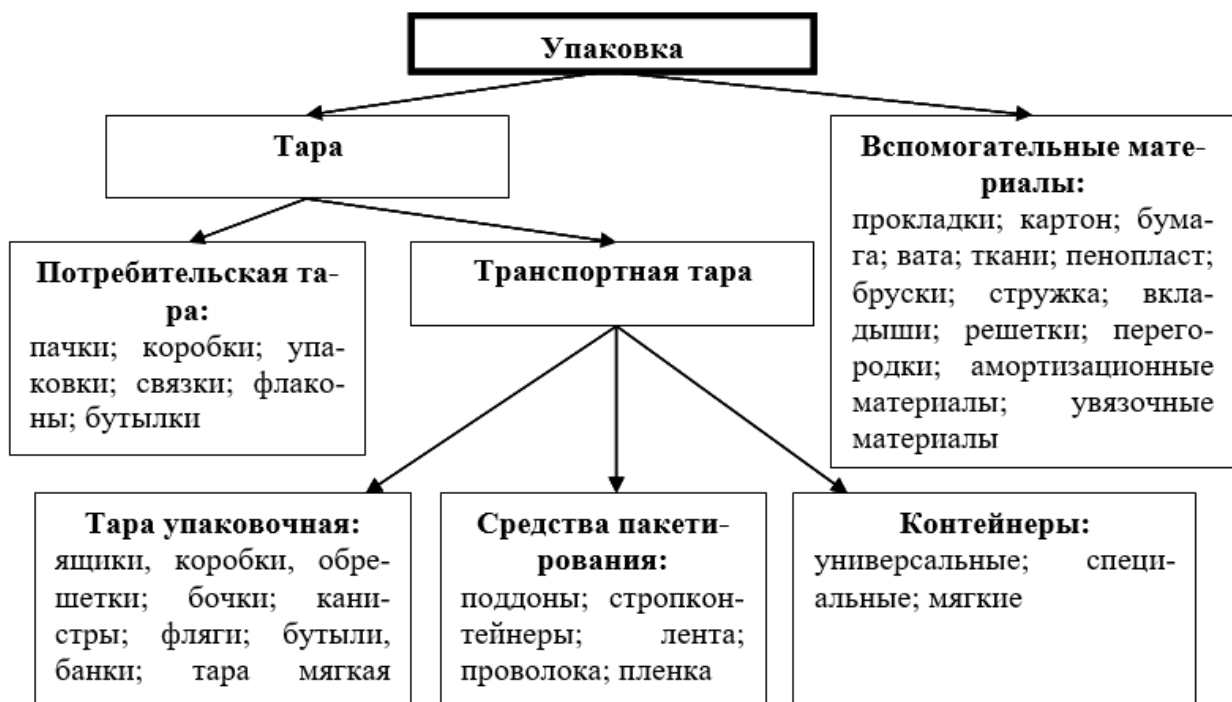 Упаковка
Тара
Вспомогательные мате-
риалы:
прокладки; картон; бума-
га; вата; ткани; пенопласт;
бруски; стружка; вкла-
дыши; решетки; перего-
родки; амортизационные
материалы; увязочные
материалы
Потребительская та-
ра:
пачки; коробки; упа-
ковки; связки; флако-
ны; бутылки
Транспортная тара
Тара упаковочная:
ящики, коробки, обре-
шетки; бочки; кани-
стры; фляги; бутыли,
банки; тара мягкая
Средства пакети-
рования:
поддоны; стропкон-
тейнеры; лента;
проволока; пленка
Контейнеры:
универсальные; специ-
альные; мягкие